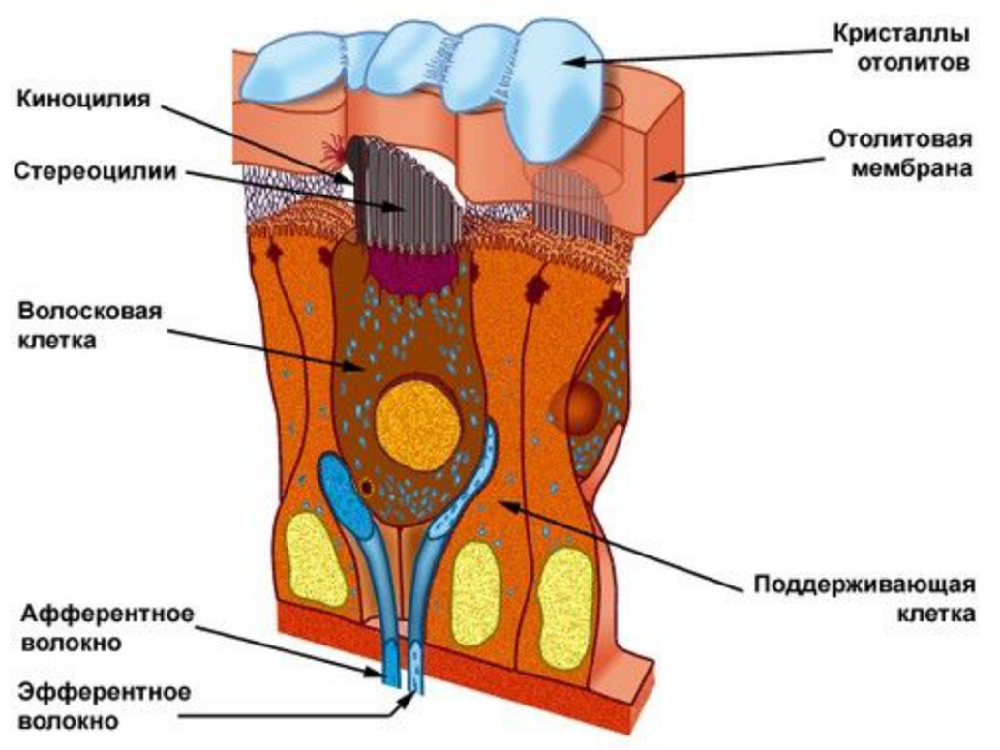 Кристаллы
отолитов
Киноцилия
Отолитовая
мембрана
Стереоцилии
Волосковая
клетка
Поддерживающая
клетка
Афферентное
волокно
Эфферентное
волокно